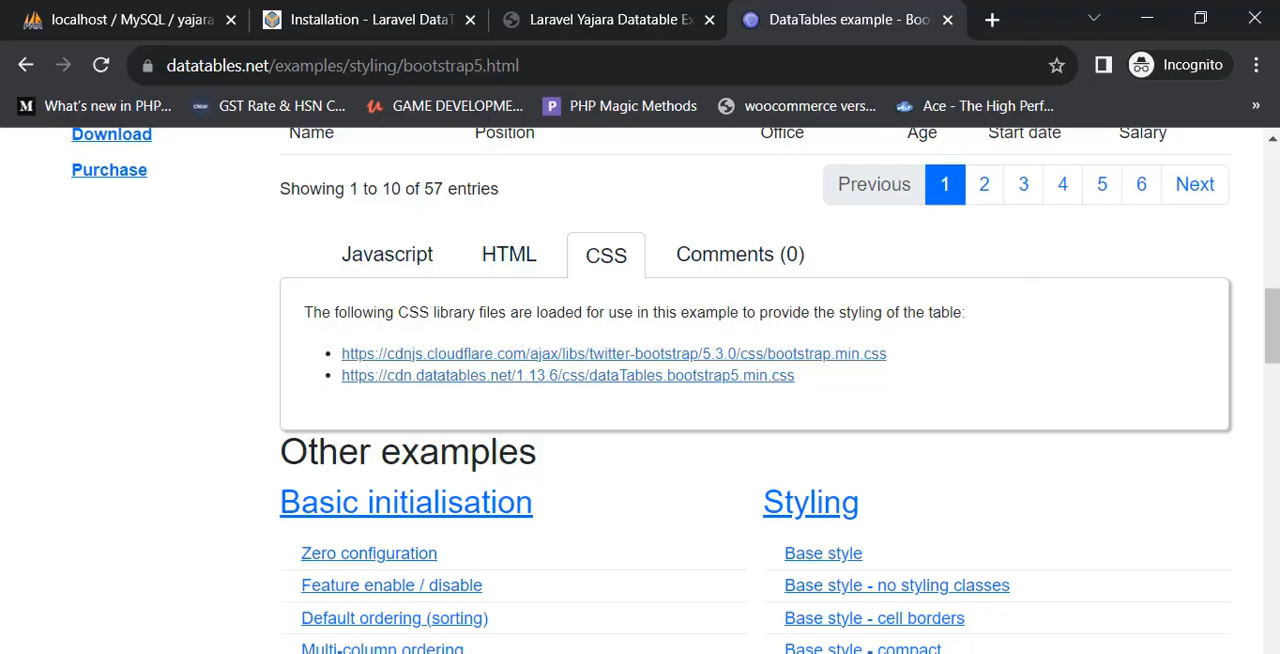 localhost / MySQL / yajara
Installation - Laravel DataT
Laravel Yajara Datatable Ex
DataTables example - Boo
datatables.net/examples/styling/bootstrap5.html
Incognito
What's new in PHP...
GST Rate & HSN C...
GAME DEVELOPME...
PHP Magic Methods
woocommerce vers...
Ace - The High Perf...
»
Download
Purchase
Name Position Office Age Start date Salary
Showing 1 to 10 of 57 entries
Previous 1 2 3 4 5 6 Next
Javascript HTML CSS Comments (0)
The following CSS library files are loaded for use in this example to provide the styling of the table:
• https://cdnjs.cloudflare.com/ajax/libs/twitter-bootstrap/5.3.0/css/bootstrap.min.css
• https://cdn.datatables.net/1.13.6/css/dataTables.bootstrap5.min.css
Other examples
Basic initialisation
Zero configuration
Feature enable / disable
Default ordering (sorting)
Multi-column ordering
Styling
Base style
Base style - no styling classes
Base style - cell borders
Base style - compact